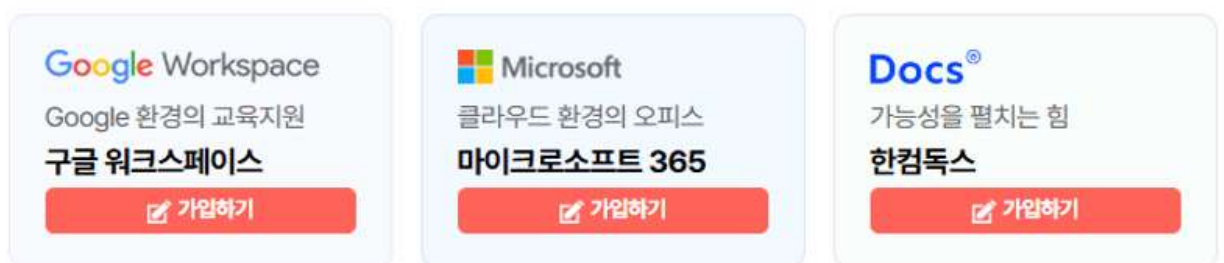 Google Workspace
Google 환경의 교육지원
구글 워크스페이스
가입하기
Microsoft
클라우드 환경의 오피스
마이크로소프트 365
가입하기
Docs®
가능성을 펼치는 힘
한컴독스
가입하기